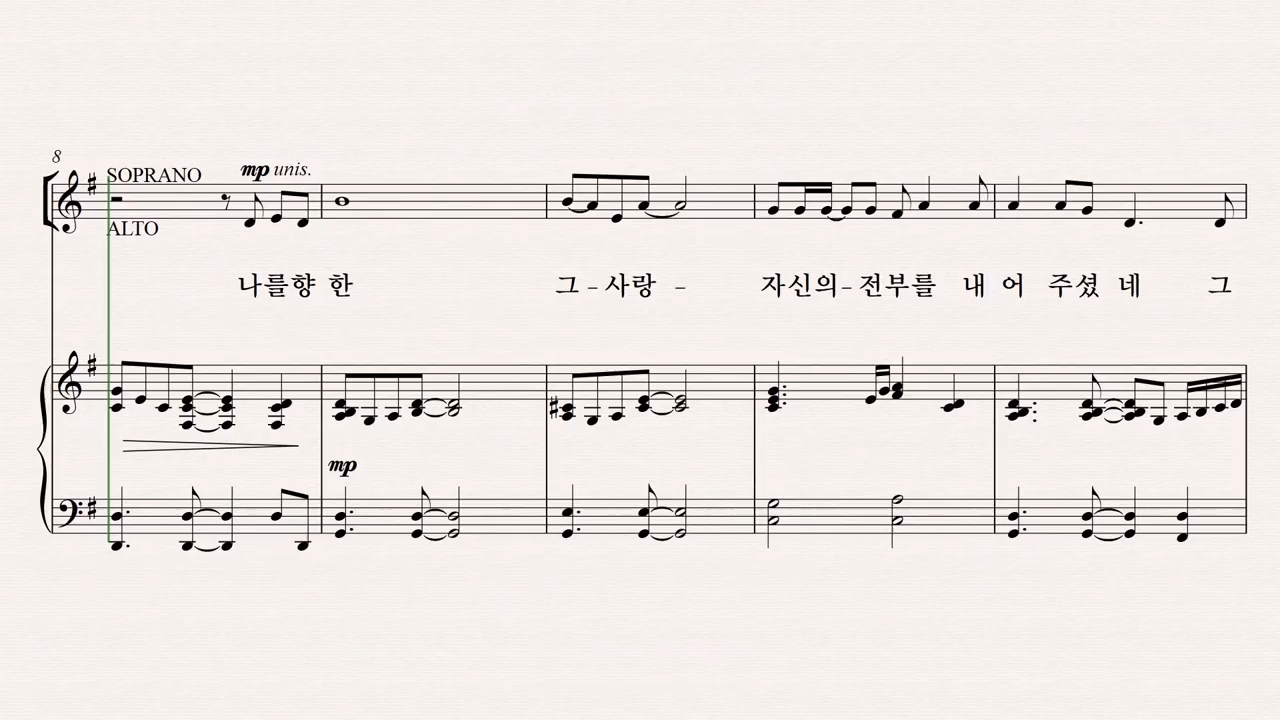 8
SOPRANO
mp unis.
ALTO
나를향 한 그-사랑 - 자신의-전부를 내 어 주셨 네 그
mp